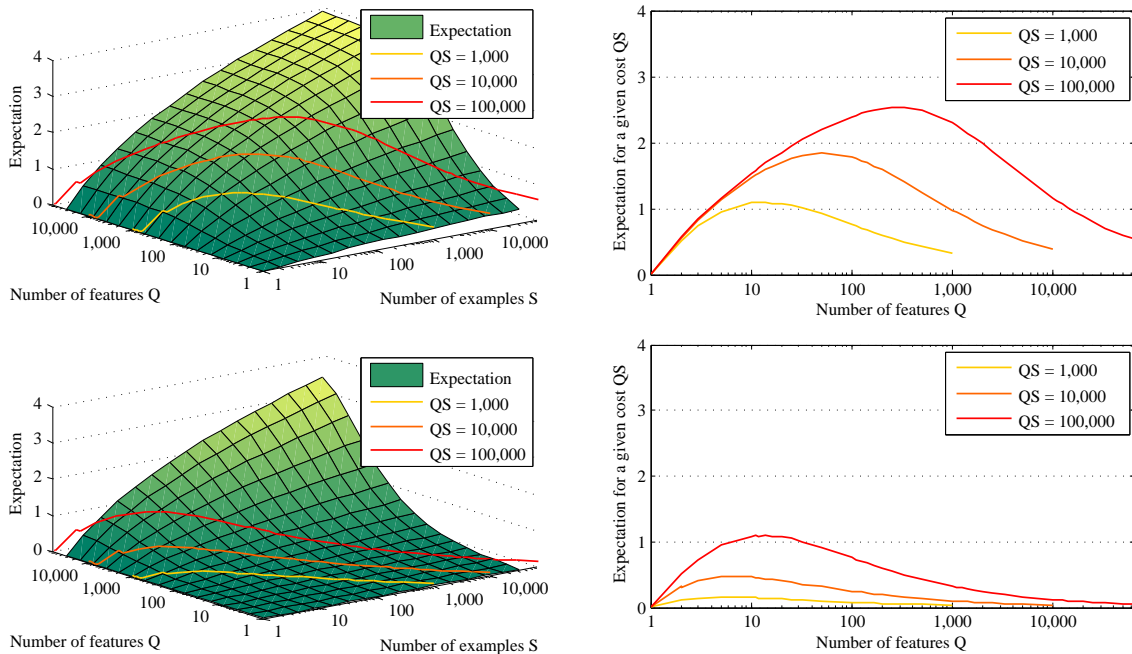 4
3
2
1
0
Expectation
10,000
1,000
100
10
1
Number of features Q
1
10
100
1,000
10,000
Number of examples S
Expectation
QS = 1,000
QS = 10,000
QS = 100,000
4
3
2
1
0
Expectation for a given cost QS
1
10
100
1,000
10,000
Number of features Q
QS = 1,000
QS = 10,000
QS = 100,000
4
3
2
1
0
Expectation
10,000
1,000
100
10
1
Number of features Q
1
10
100
1,000
10,000
Number of examples S
Expectation
QS = 1,000
QS = 10,000
QS = 100,000
4
3
2
1
0
Expectation for a given cost QS
1
10
100
1,000
10,000
Number of features Q
QS = 1,000
QS = 10,000
QS = 100,000